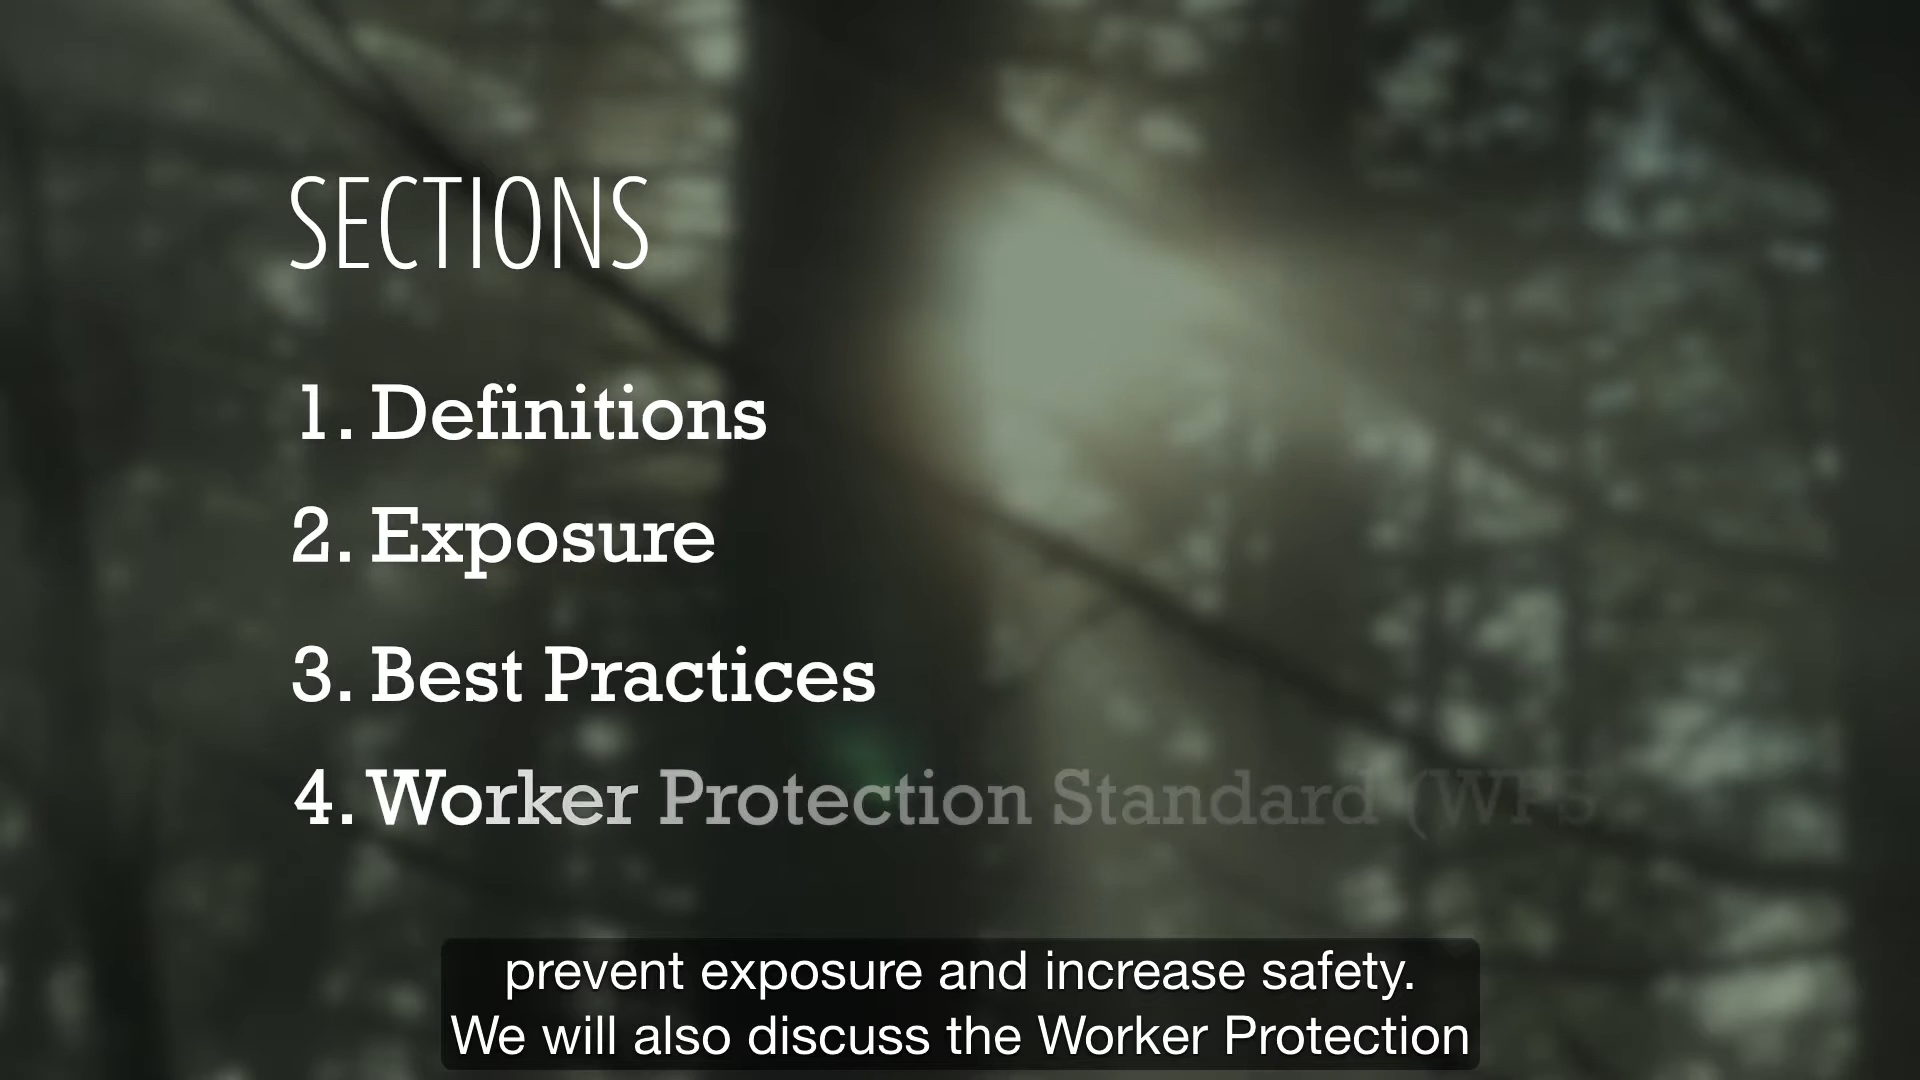 SECTIONS
1. Definitions
2. Exposure
3. Best Practices
4. Worker Protection Standard (WPS
prevent exposure and increase safety.
We will also discuss the Worker Protection